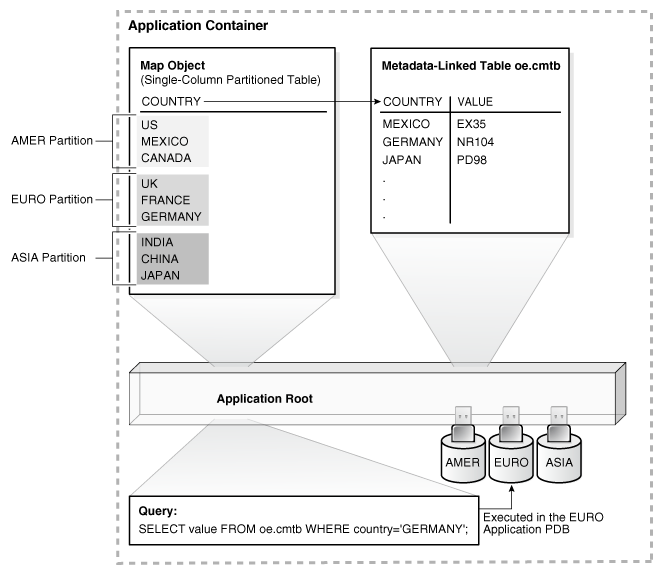 Application Container
Map Object
(Single-Column Partitioned Table)
COUNTRY
AMER Partition
US
MEXICO
CANADA
EURO Partition
UK
FRANCE
GERMANY
ASIA Partition
INDIA
CHINA
JAPAN
Metadata-Linked Table oe.cmtb
COUNTRY VALUE
MEXICO EX35
GERMANY NR104
JAPAN PD98
.
.
.
Application Root
AMER EURO ASIA
Query:
SELECT value FROM oe.cmtb WHERE country='GERMANY';
Executed in the EURO
Application PDB